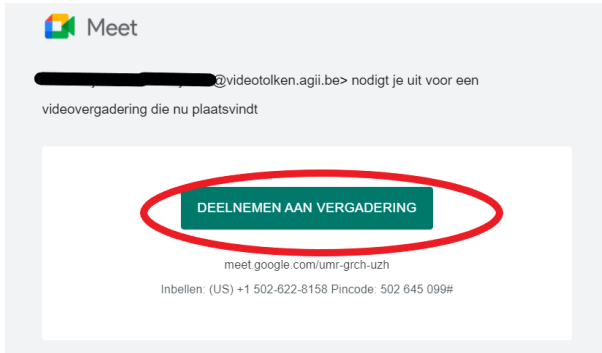 Meet
@videotolken.agii.be> nodigt je uit voor een
videovergadering die nu plaatsvindt
DEELNEMEN AAN VERGADERING
meet.google.com/umr-grch-uzh
Inbellen: (US) +1 502-622-8158 Pincode: 502 645 099#